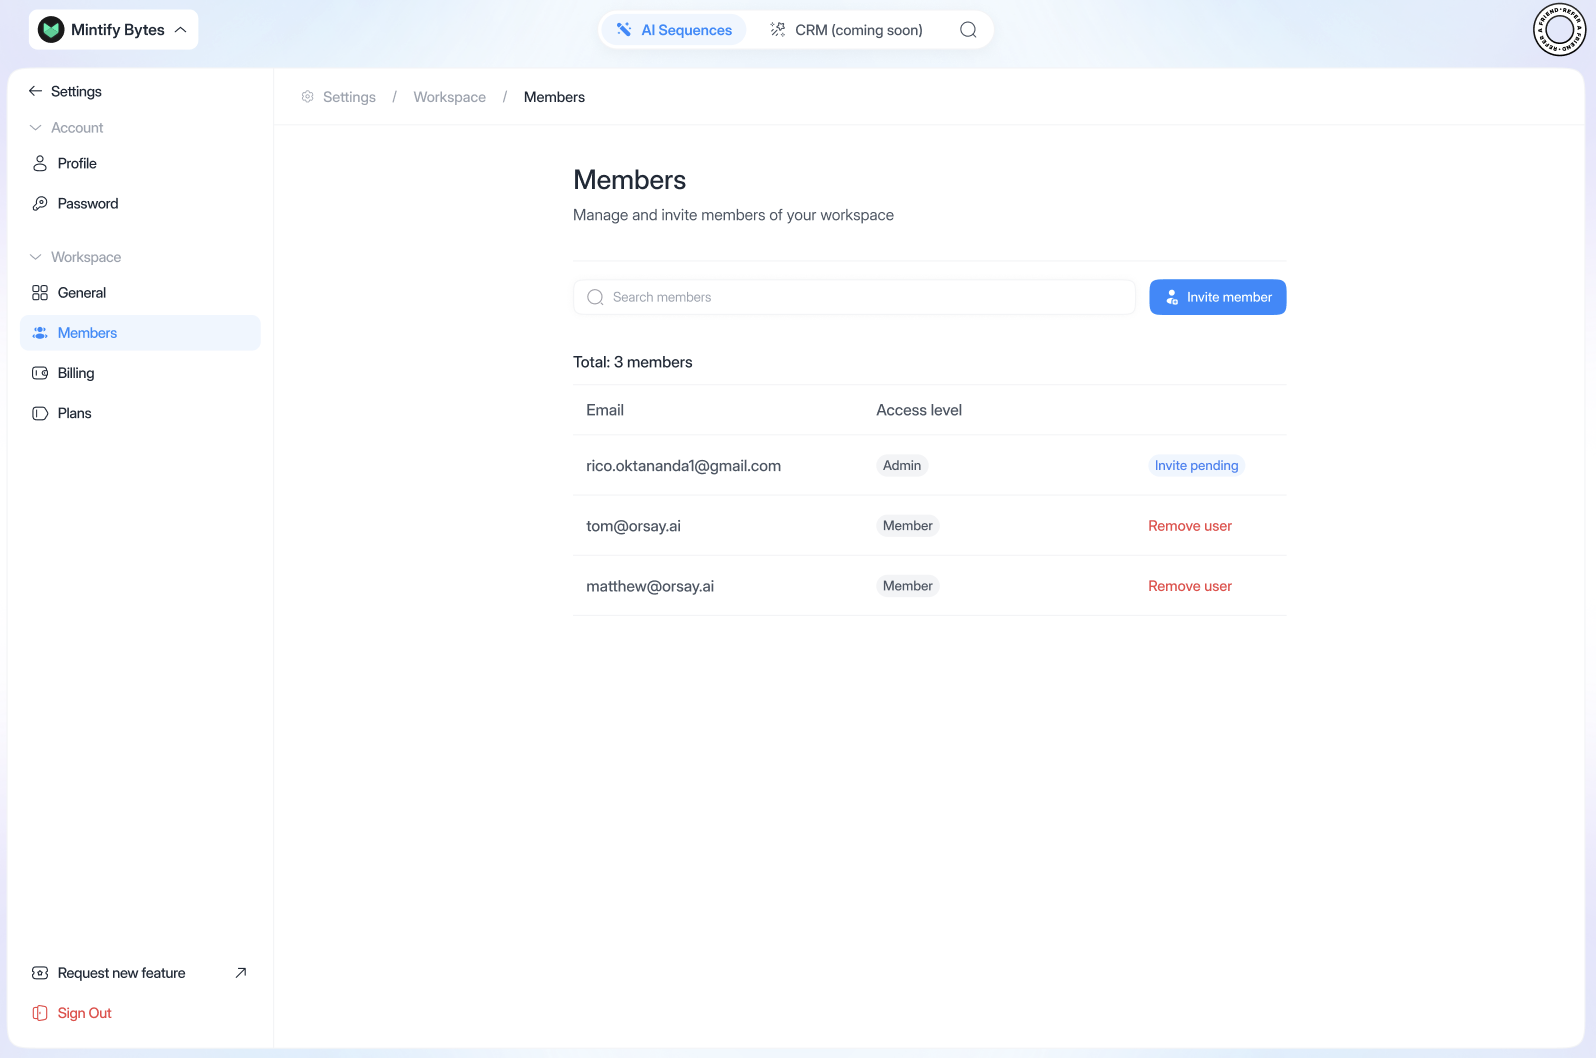 Mintify Bytes
AI Sequences
CRM (coming soon)
REFER A FRIEND • REFER A FRIEND •
Settings
Account
Profile
Password
Workspace
General
Members
Billing
Plans
Request new feature
Sign Out
Settings / Workspace / Members
Members
Manage and invite members of your workspace
Search members
Invite member
Total: 3 members
Email Access level
rico.oktananda1@gmail.com Admin Invite pending
tom@orsay.ai Member Remove user
matthew@orsay.ai Member Remove user